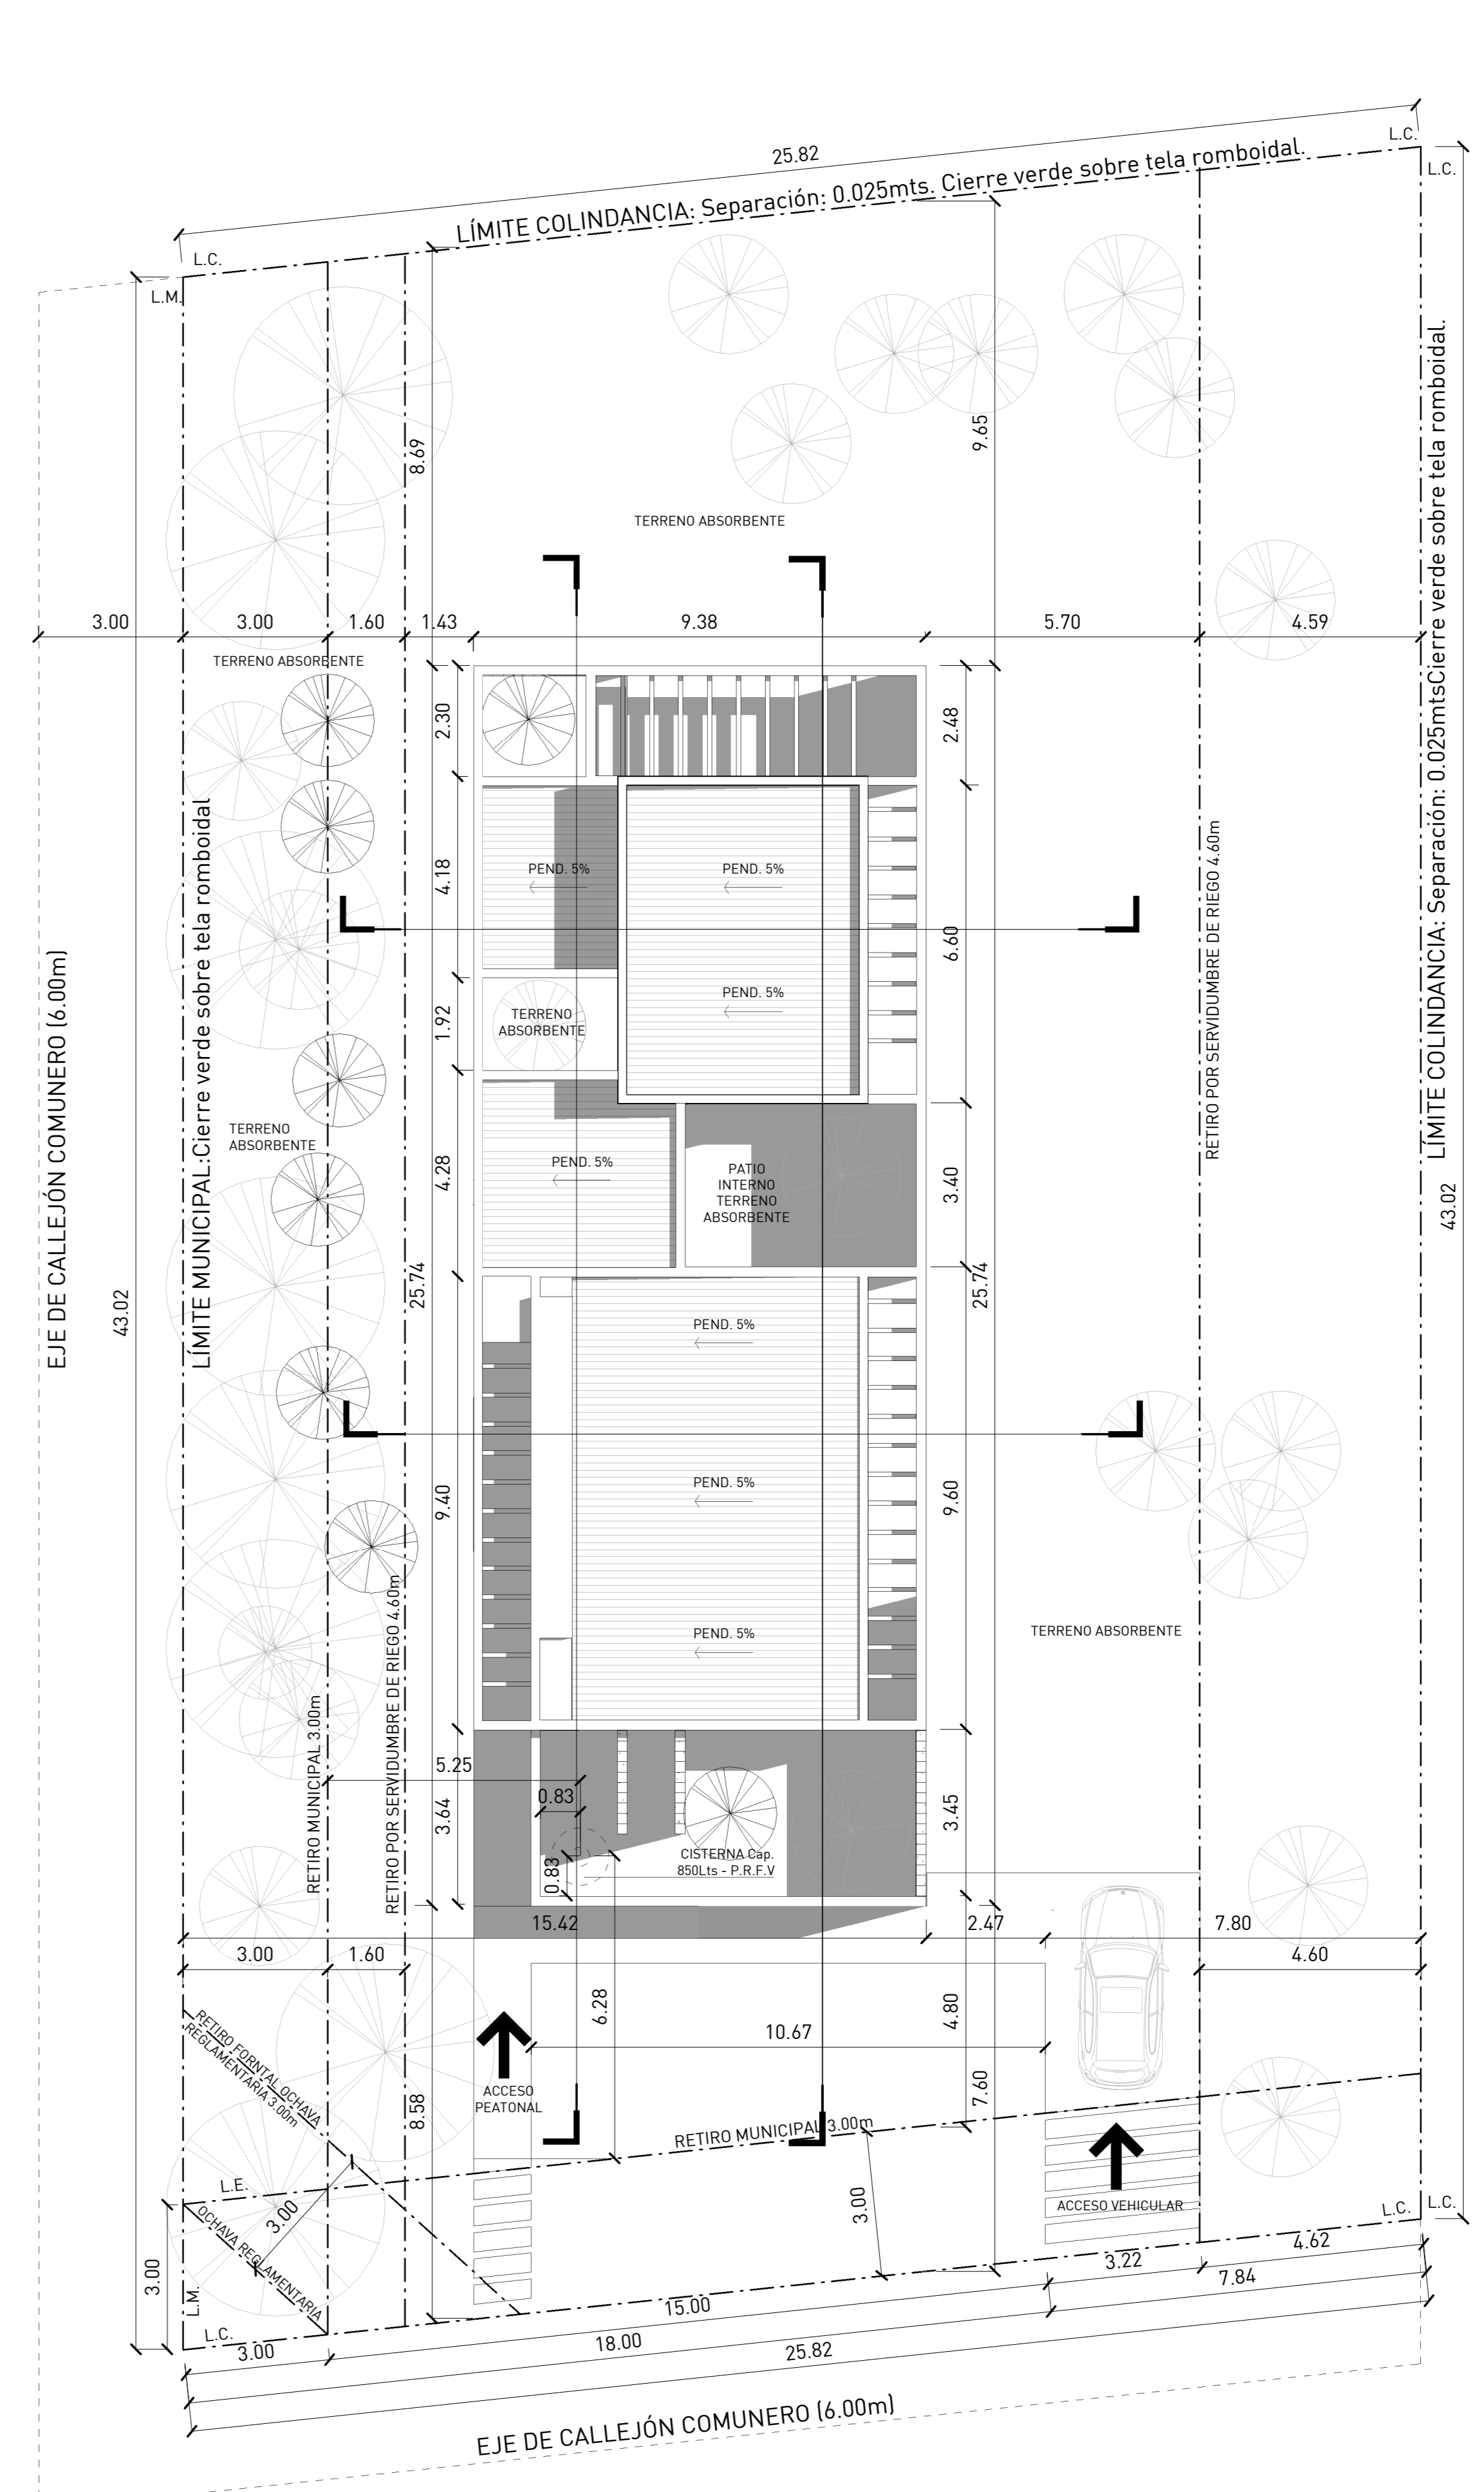 25.82
L.C.
L.C.
LÍMITE COLINDANCIA: Separación: 0.025mts. Cierre verde sobre tela romboidal.
L.C.
L.M.
8.69
9.65
TERRENO ABSORBENTE
3.00
3.00
1.60
1.43
9.38
5.70
4.59
TERRENO ABSORBENTE
2.30
2.48
LÍMITE COLINDANCIA: Separación: 0.025mtsCierre verde sobre tela romboidal.
43.02
EJE DE CALLEJÓN COMUNERO (6.00m)
43.02
LÍMITE MUNICIPAL:Cierre verde sobre tela romboidal
PEND. 5%
PEND. 5%
4.18
6.60
RETIRO POR SERVIDUMBRE DE RIEGO 4.60m
PEND. 5%
TERRENO
ABSORBENTE
1.92
TERRENO
ABSORBENTE
4.28
PEND. 5%
PATIO
INTERNO
TERRENO
ABSORBENTE
3.40
25.74
25.74
PEND. 5%
9.40
PEND. 5%
9.60
PEND. 5%
TERRENO ABSORBENTE
RETIRO MUNICIPAL 3.00m
RETIRO POR SERVIDUMBRE DE RIEGO 4.60m
5.25
0.83
3.64
3.45
0.83
CISTERNA Cap.
850Lts - P.R.F.V
15.42
2.47
7.80
3.00
1.60
4.60
6.28
4.80
10.67
RETIRO FORNTAL OCHAVA
REGLAMENTARIA 3.00m
ACCESO
PEATONAL
8.58
7.60
RETIRO MUNICIPAL 3.00m
L.E.
3.00
OCHAVA REGLAMENTARIA
3.00
ACCESO VEHICULAR
L.C.
L.C.
3.00
L.M.
L.C.
3.00
15.00
3.22
4.62
18.00
7.84
25.82
EJE DE CALLEJÓN COMUNERO (6.00m)